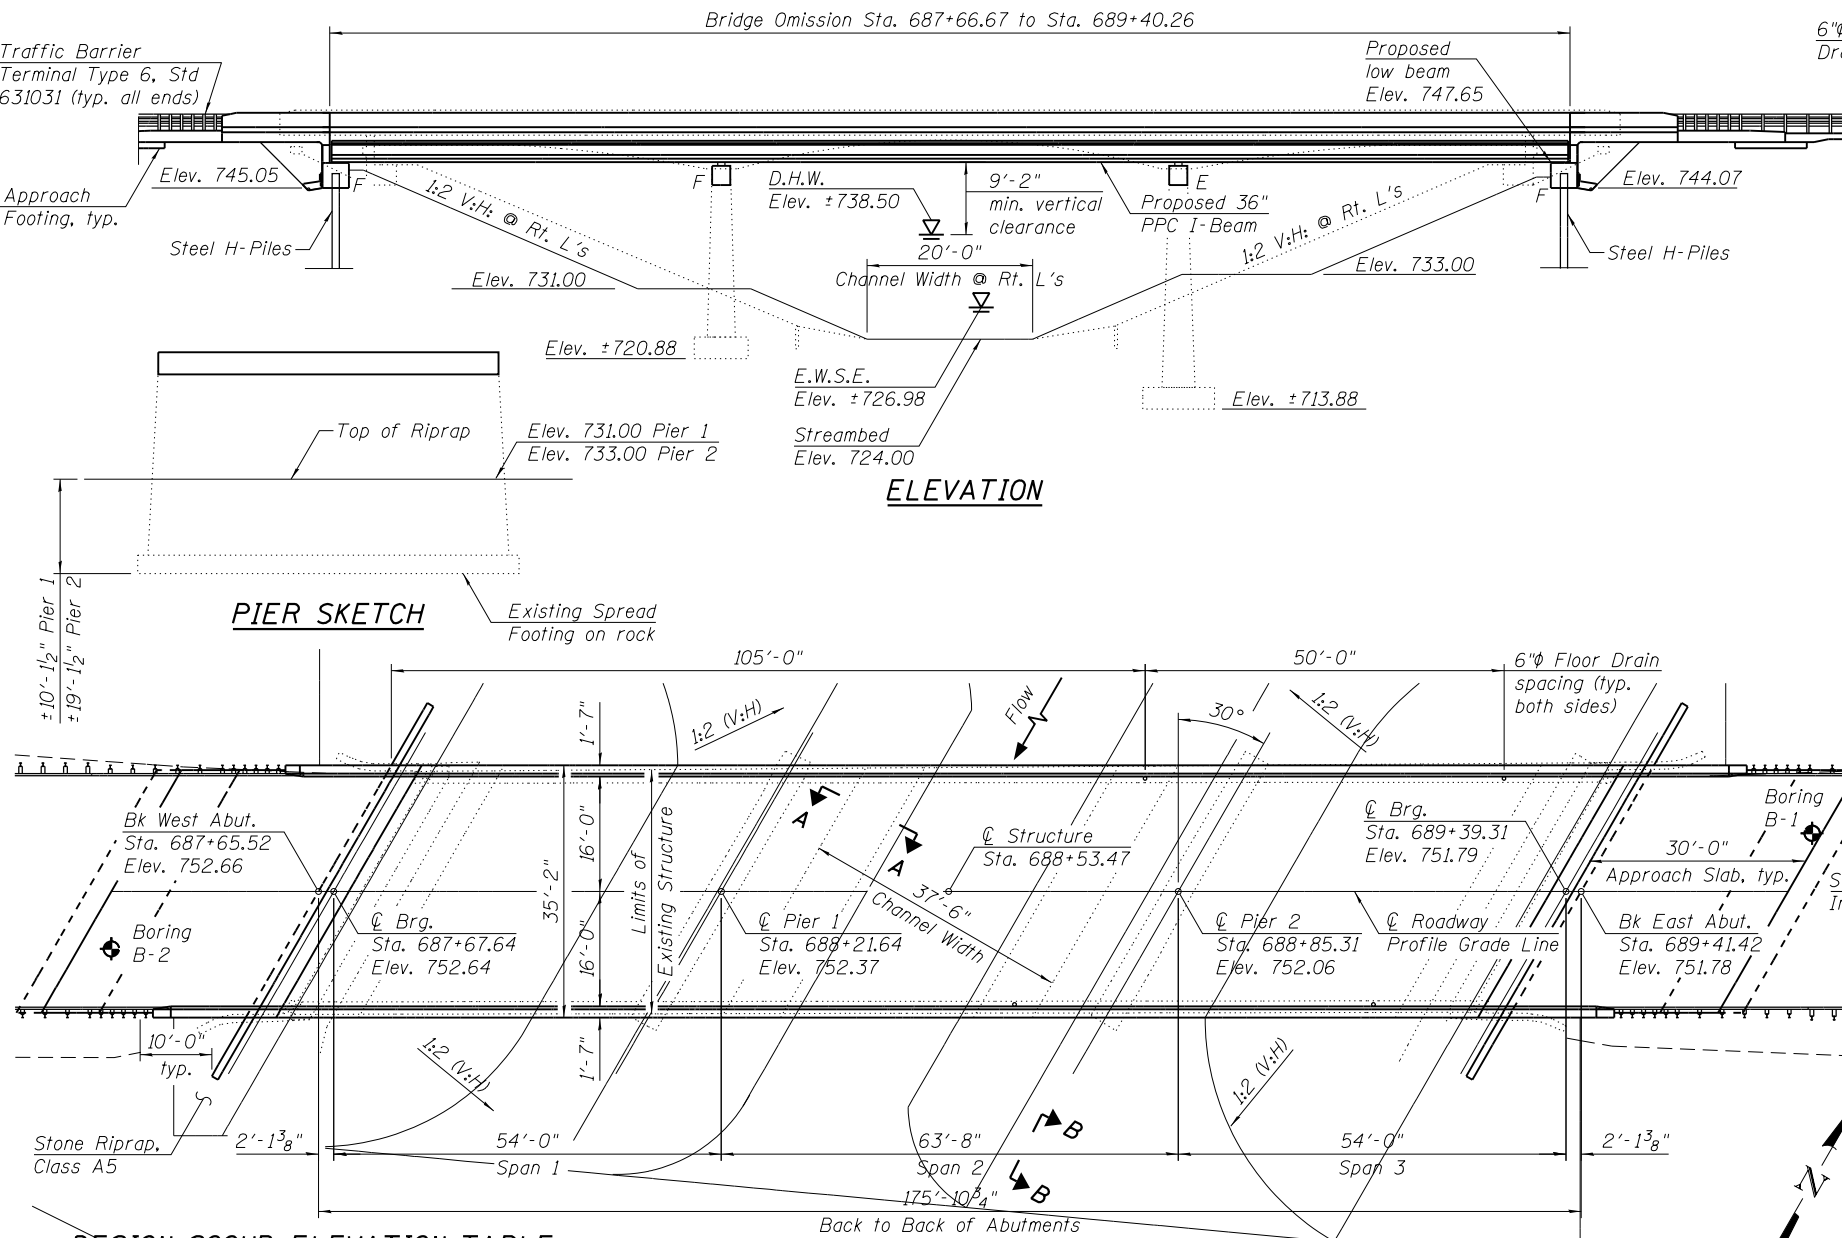 Bridge Omission Sta. 687+66.67 to Sta. 689+40.26
Traffic Barrier
Terminal Type 6, Std
631031 (typ. all ends)
Proposed
low beam
Elev. 747.65
6"ϕ
Elev. 745.05
Approach
Footing, typ.
Steel H-Piles
F
1:2 V:H: @ Rt. L's
Elev. 731.00
F
D.H.W.
Elev. ±738.50
9'-2"
min. vertical
clearance
20'-0"
Channel Width @ Rt. L's
E
Proposed 36"
PPC I-Beam
1:2 V:H: @ Rt. L's
F
Elev. 744.07
Steel H-Piles
Elev. 733.00
Elev. ±720.88
E.W.S.E.
Elev. ±726.98
Elev. ±713.88
Streambed
Elev. 724.00
ELEVATION
Top of Riprap
Elev. 731.00 Pier 1
Elev. 733.00 Pier 2
±10'-1½" Pier 1
±19'-1½" Pier 2
PIER SKETCH
Existing Spread
Footing on rock
105'-0"
50'-0"
6"ϕ Floor Drain
spacing (typ.
both sides)
1'-7"
1:2 (V:H)
Flow
30°
1:2 (V:H)
Bk West Abut.
Sta. 687+65.52
Elev. 752.66
16'-0"
35'-2"
Limits of
Existing Structure
A
A
℄ Structure
Sta. 688+53.47
℄ Brg.
Sta. 689+39.31
Elev. 751.79
Boring
B-1
30'-0"
Approach Slab, typ.
37'-6"
Channel Width
Boring
B-2
℄ Brg.
Sta. 687+67.64
Elev. 752.64
16'-0"
℄ Pier 1
Sta. 688+21.64
Elev. 752.37
℄ Pier 2
Sta. 688+85.31
Elev. 752.06
℄ Roadway
Profile Grade Line
Bk East Abut.
Sta. 689+41.42
Elev. 751.78
10'-0"
typ.
1:2 (V:H)
1'-7"
1:2 (V:H)
Stone Riprap,
Class A5
2'-1⅜"
54'-0"
Span 1
63'-8"
Span 2
54'-0"
Span 3
2'-1⅜"
B
B
175'-10¾"
Back to Back of Abutments
N
DESIGN SCOUR ELEVATION TABLE